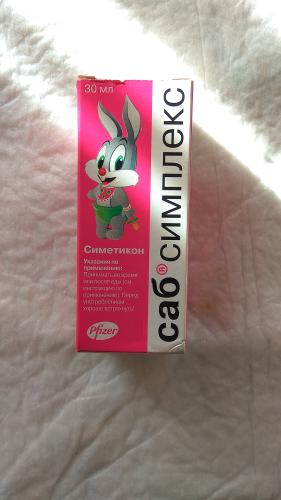 30 мл
Симетикон
Указания по
применению:
Принимать во время
или после еды (см.
инструкцию по
применению). Перед
употреблением
хорошо встряхнуть!
Pfizer
саб® симплекс